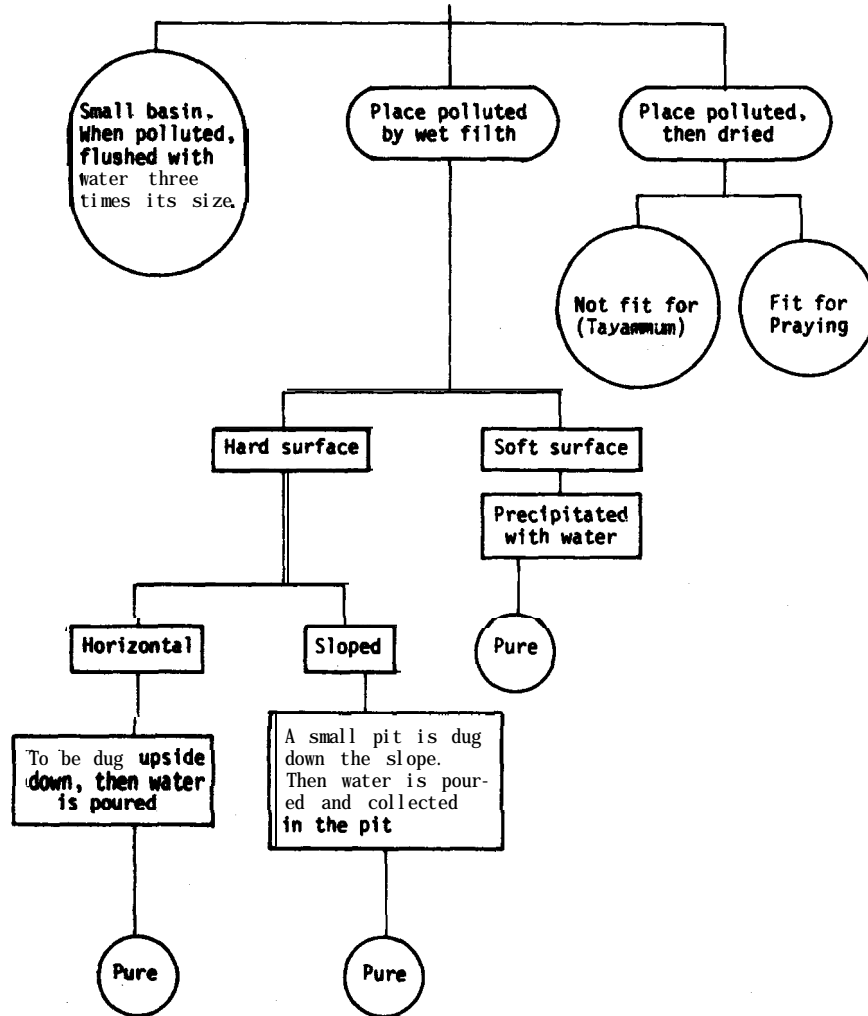 Small basin.
When polluted,
flushed with
water three
times its size.
Place polluted
by wet filth
Place polluted,
then dried
Not fit for
(Tayammum)
Fit for
Praying
Hard surface
Soft surface
Precipitated
with water
Pure
Horizontal
Sloped
To be dug upside
down, then water
is poured
A small pit is dug
down the slope.
Then water is pour-
ed and collected
in the pit
Pure
Pure